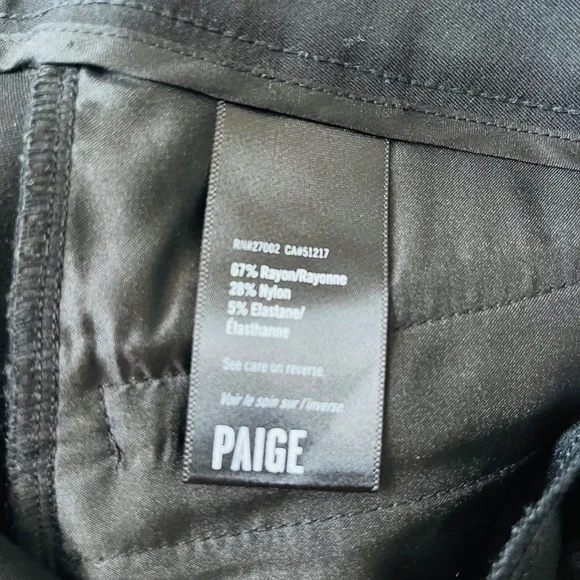 RN#27002 CA#51217
67% Rayon/Rayonne
28% Nylon
5% Elastane/
Élasthanne
See care on reverse.
Voir le soin sur l'inverse.
PAIGE